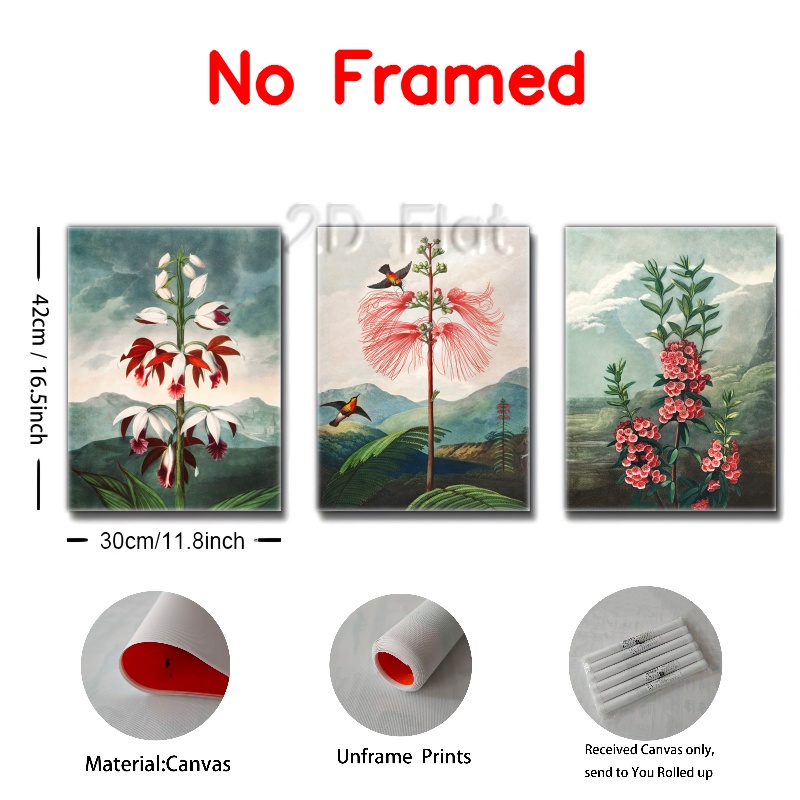 No Framed
2D Flat
42cm / 16.5inch
30cm/11.8inch
Material:Canvas
Unframe Prints
Received Canvas only,
send to You Rolled up